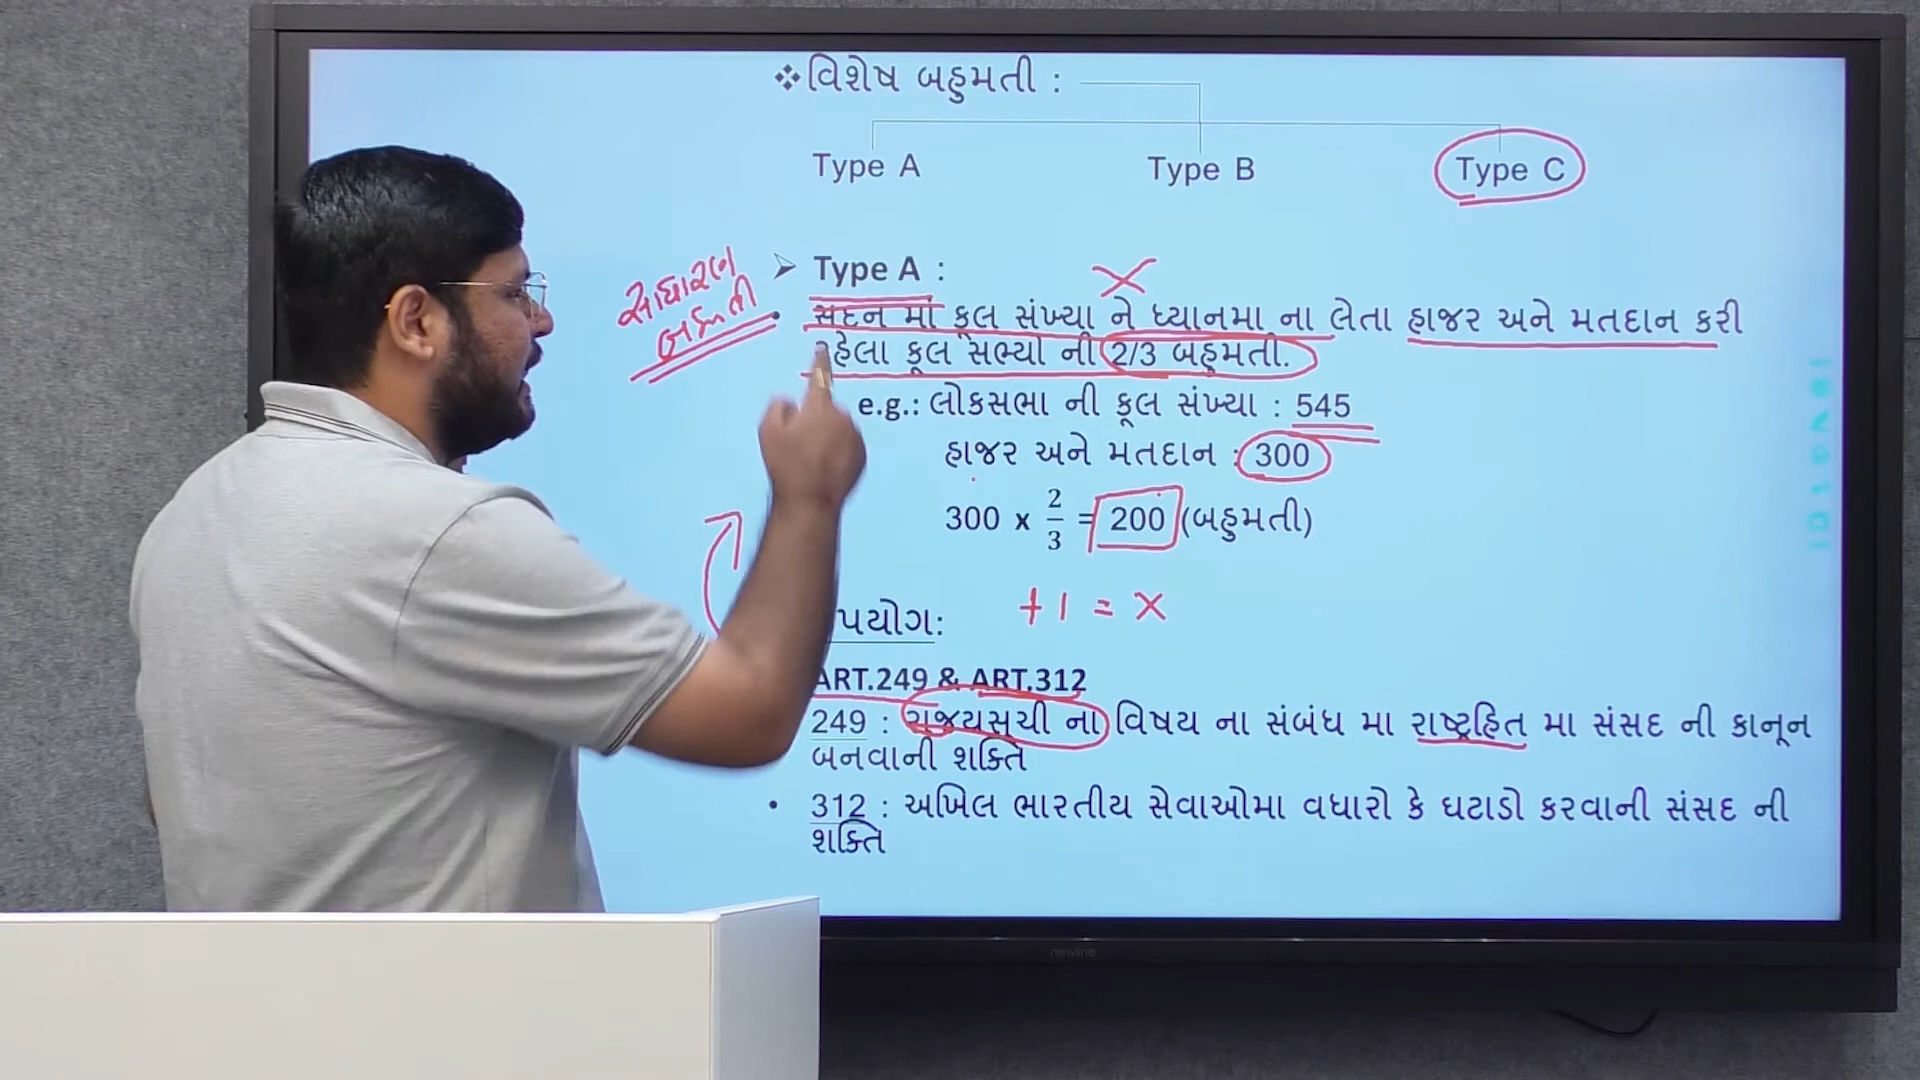 ❖વિશેષ બહુમતી :
Type A
Type B
Type C
➢ Type A :
સાધારણ
બહુમતી
• સદન માં કૂલ સંખ્યા ને ધ્યાનમા ના લેતા હાજર અને મતદાન કરી
રહેલા કૂલ સભ્યો ની 2/3 બહુમતી.
e.g.: લોકસભા ની કૂલ સંખ્યા : 545
હાજર અને મતદાન : 300
300 x 2/3 = 200 (બહુમતી)
+ 1 = X
પયોગ:
ART.249 & ART.312
249 : રાજ્યસૂચી ના વિષય ના સંબંધ મા રાષ્ટ્રહિત મા સંસદ ની કાનૂન
બનવાની શક્તિ
• 312 : અખિલ ભારતીય સેવાઓમા વધારો કે ઘટાડો કરવાની સંસદ ની
શક્તિ
newline